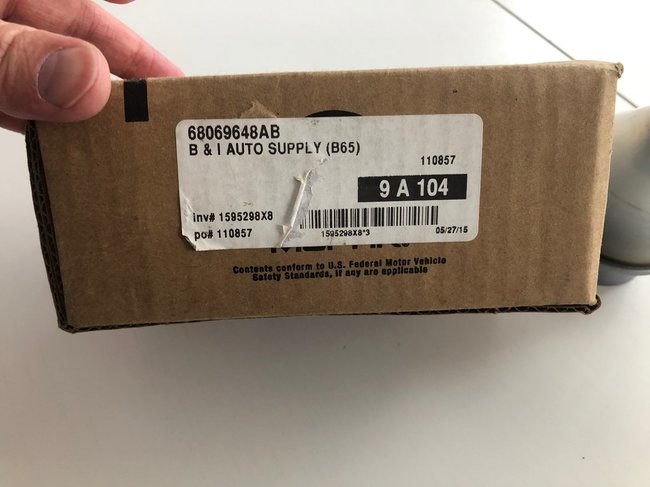 68069648AB
B & I AUTO SUPPLY (B65)
110857
9 A 104
inv# 1595298X8
po# 110857
1595298X8*3
05/27/15
Contents conform to U.S. Federal Motor Vehicle
Safety Standards, if any are applicable